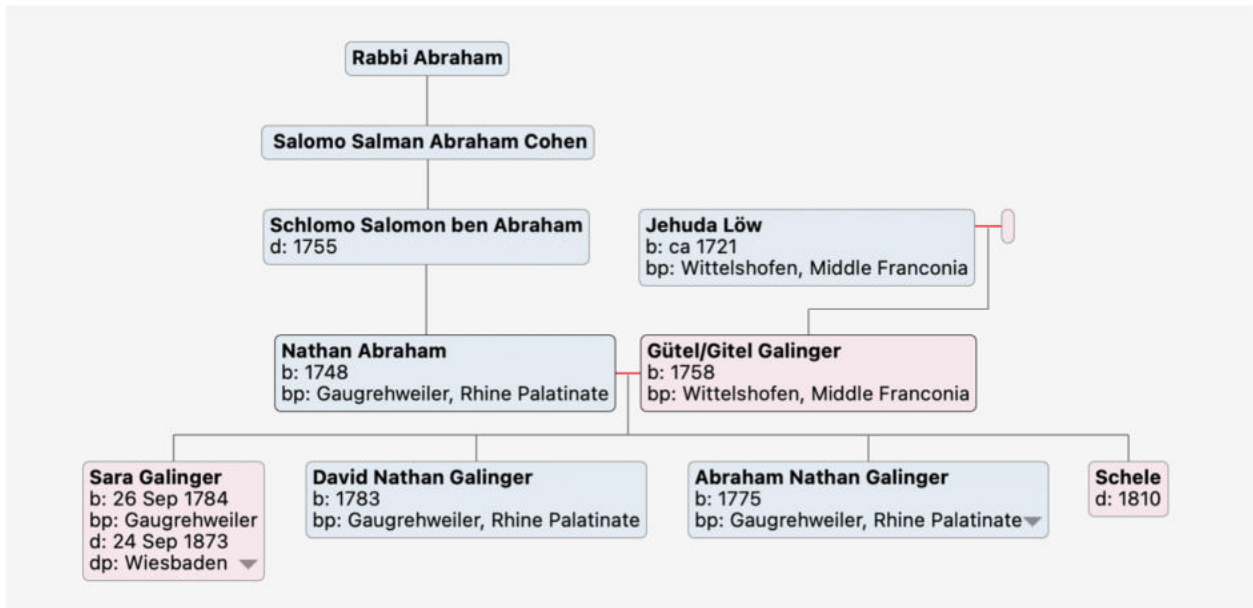 Rabbi Abraham
Salomo Salman Abraham Cohen
Schlomo Salomon ben Abraham
d: 1755
Jehuda Löw
b: ca 1721
bp: Wittelshofen, Middle Franconia
Nathan Abraham
b: 1748
bp: Gaugrehweiler, Rhine Palatinate
Gütel/Gitel Galinger
b: 1758
bp: Wittelshofen, Middle Franconia
Sara Galinger
b: 26 Sep 1784
bp: Gaugrehweiler
d: 24 Sep 1873
dp: Wiesbaden
David Nathan Galinger
b: 1783
bp: Gaugrehweiler, Rhine Palatinate
Abraham Nathan Galinger
b: 1775
bp: Gaugrehweiler, Rhine Palatinate
Schele
d: 1810